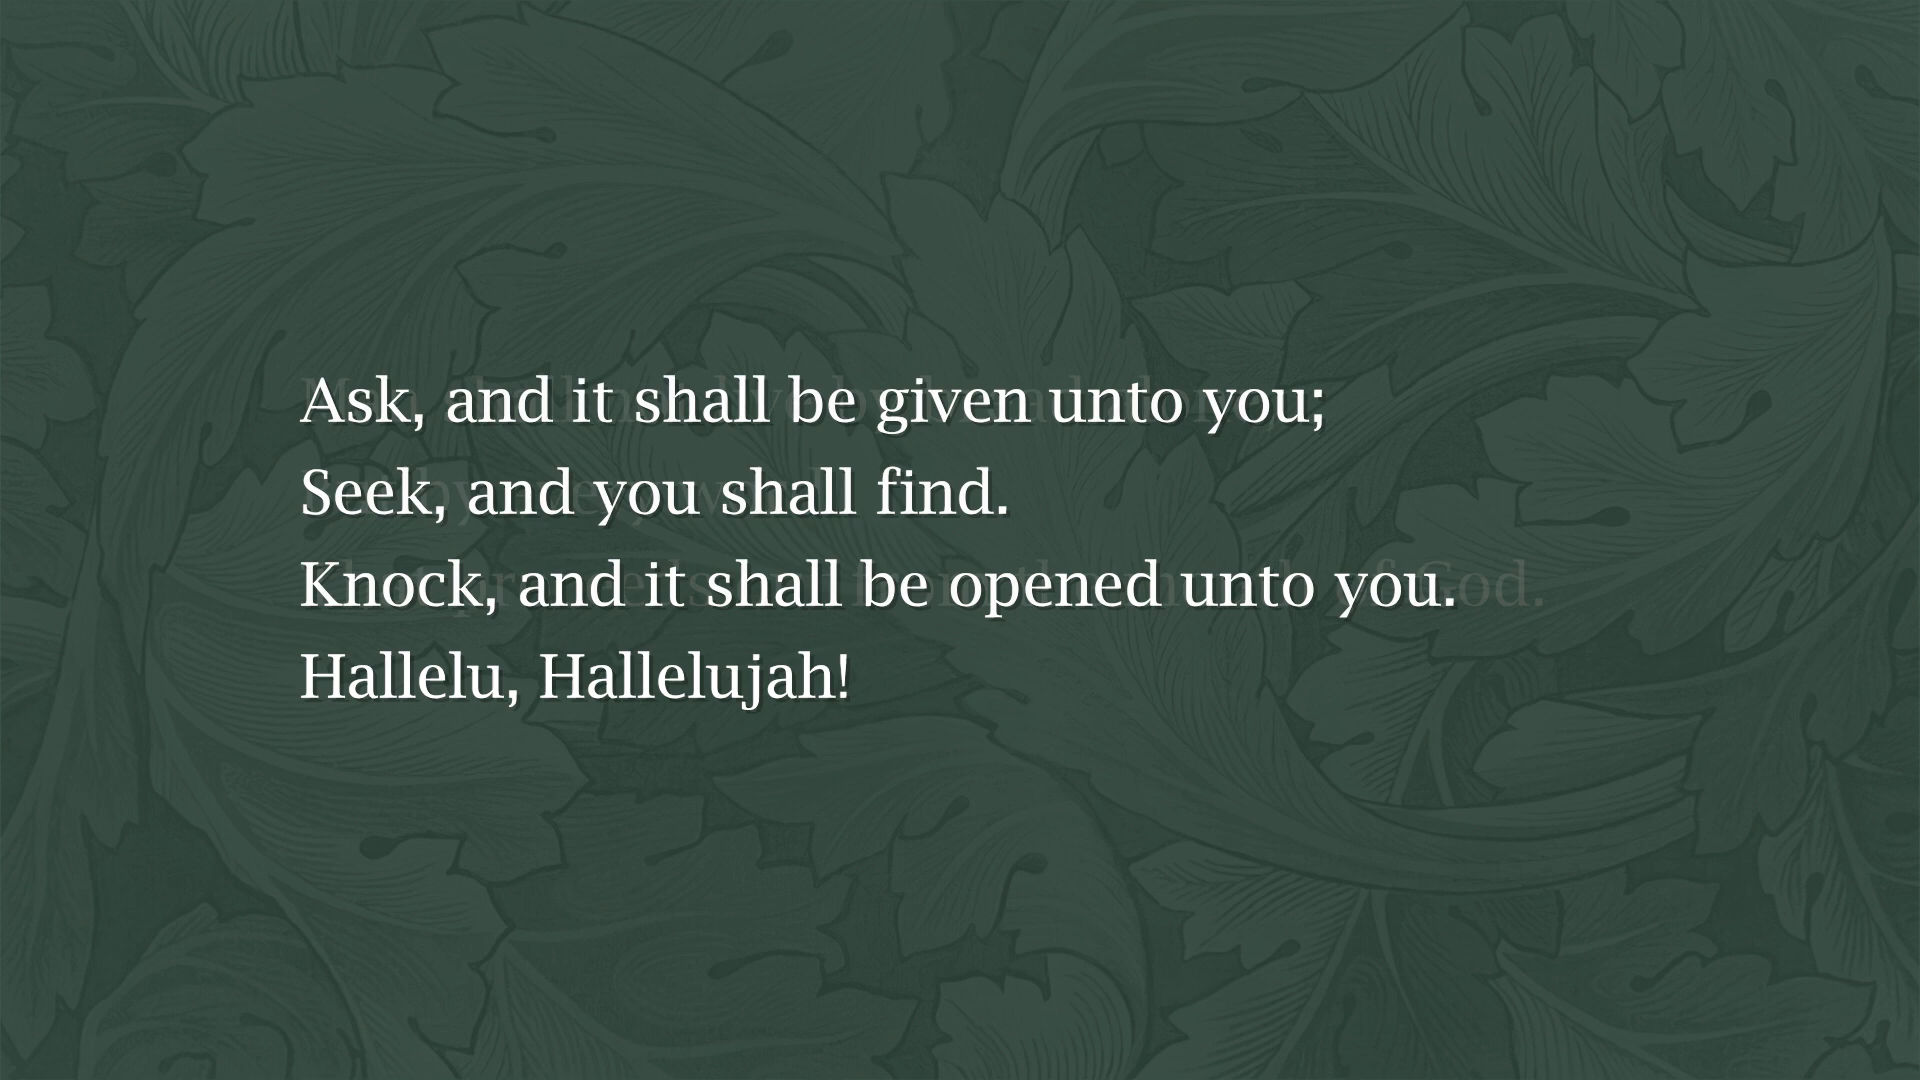 Ask, and it shall be given unto you;
Seek, and you shall find.
Knock, and it shall be opened unto you.
Hallelu, Hallelujah!
God.